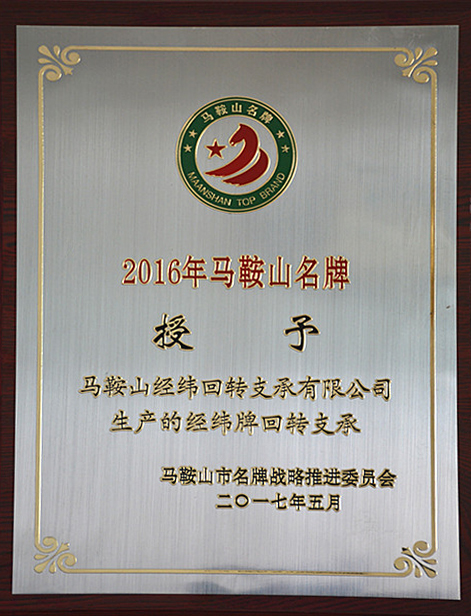 马鞍山名牌
MAANSHAN TOP BRAND
2016年马鞍山名牌
授 予
马鞍山经纬回转支承有限公司
生产的经纬牌回转支承
马鞍山市名牌战略推进委员会
二〇一七年五月